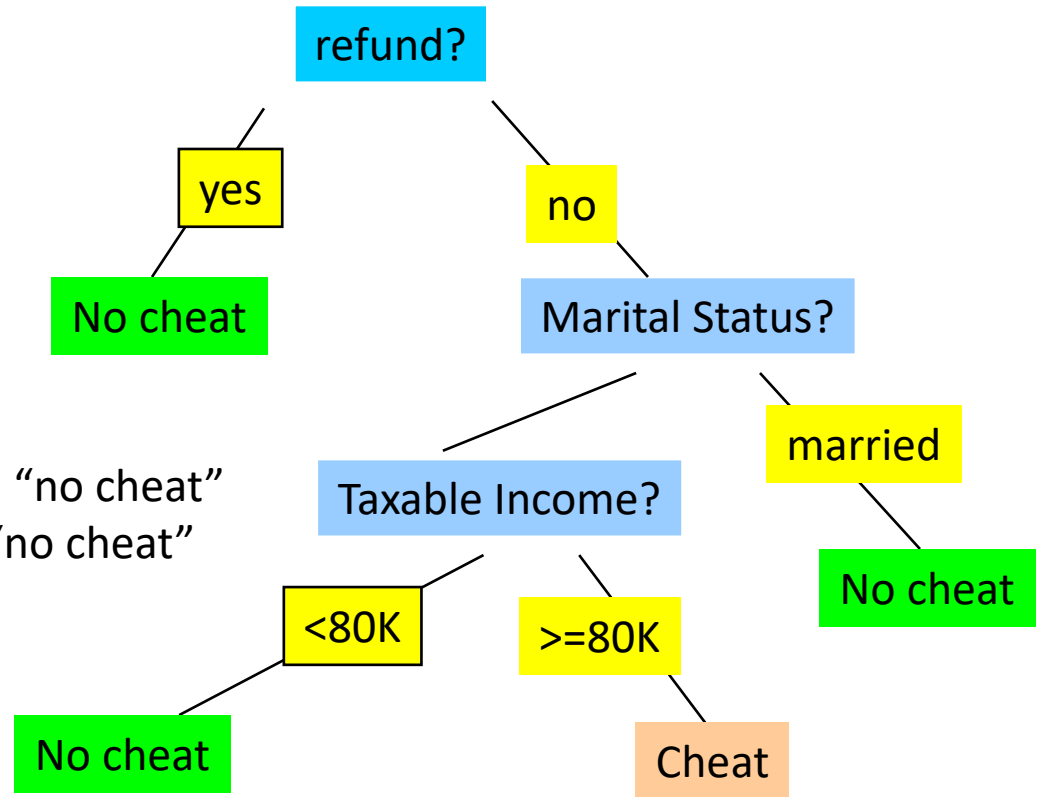 refund?
yes
no
No cheat
Marital Status?
married
“no cheat”
Taxable Income?
no cheat”
No cheat
<80K
>=80K
No cheat
Cheat